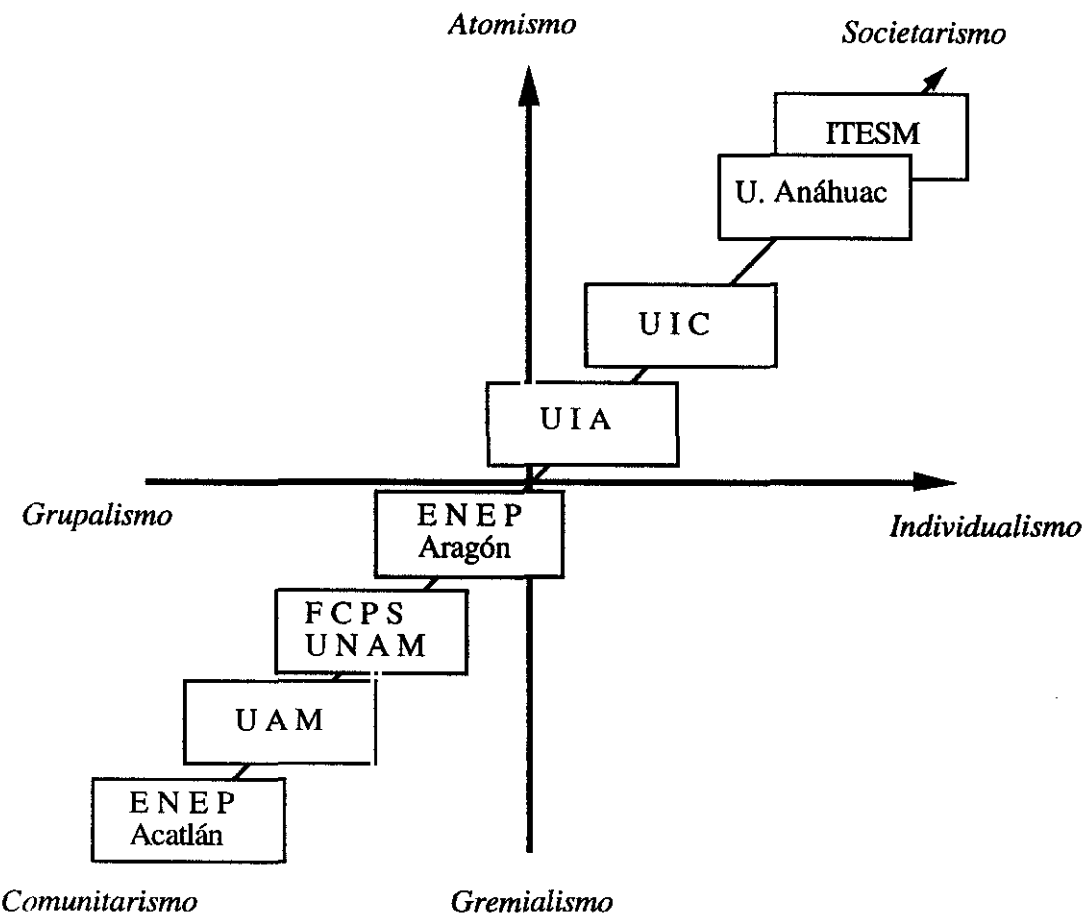 Atomismo
Societarismo
ITESM
U. Anáhuac
UIC
UIA
Grupalismo
Individualismo
ENEP
Aragón
FCPS
UNAM
UAM
ENEP
Acatlán
Comunitarismo
Gremialismo